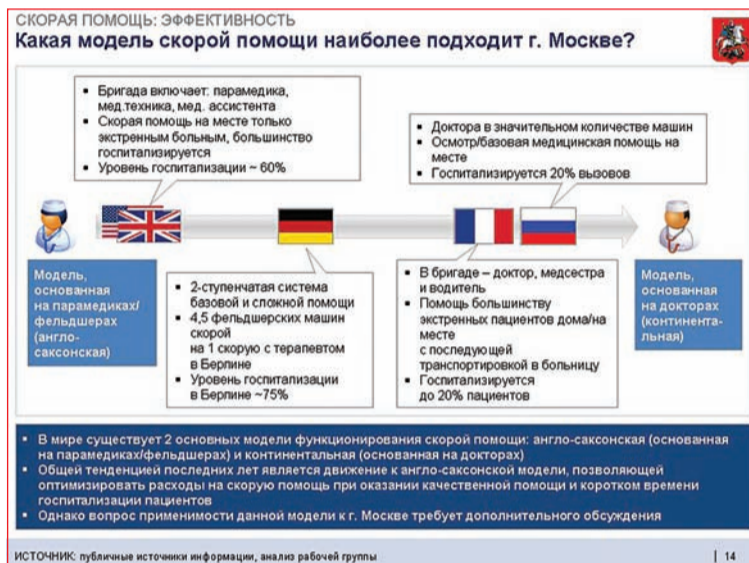 СКОРАЯ ПОМОЩЬ: ЭФФЕКТИВНОСТЬ
Какая модель скорой помощи наиболее подходит г. Москве?
• Бригада включает: парамедика,
мед.техника, мед. ассистента
• Скорая помощь на месте только
экстренным больным, большинство
госпитализируется
• Уровень госпитализации ~ 60%
• Доктора в значительном количестве машин
• Осмотр/базовая медицинская помощь на
месте
• Госпитализируется 20% вызовов
Модель,
основанная
на парамедиках/
фельдшерах
(англо-
саксонская)
• 2-ступенчатая система
базовой и сложной помощи
• 4,5 фельдшерских машин
скорой
на 1 скорую с терапевтом
в Берлине
• Уровень госпитализации
в Берлине ~75%
• В бригаде – доктор, медсестра
и водитель
• Помощь большинству
экстренных пациентов дома/на
месте
с последующей
транспортировкой в больницу
• Госпитализируется
до 20% пациентов
Модель,
основанная
на докторах
(континента-
льная)
• В мире существует 2 основных модели функционирования скорой помощи: англо-саксонская (основанная
на парамедиках/фельдшерах) и континентальная (основанная на докторах)
• Общей тенденцией последних лет является движение к англо-саксонской модели, позволяющей
оптимизировать расходы на скорую помощь при оказании качественной помощи и коротком времени
госпитализации пациентов
• Однако вопрос применимости данной модели к г. Москве требует дополнительного обсуждения
ИСТОЧНИК: публичные источники информации, анализ рабочей группы
| 14